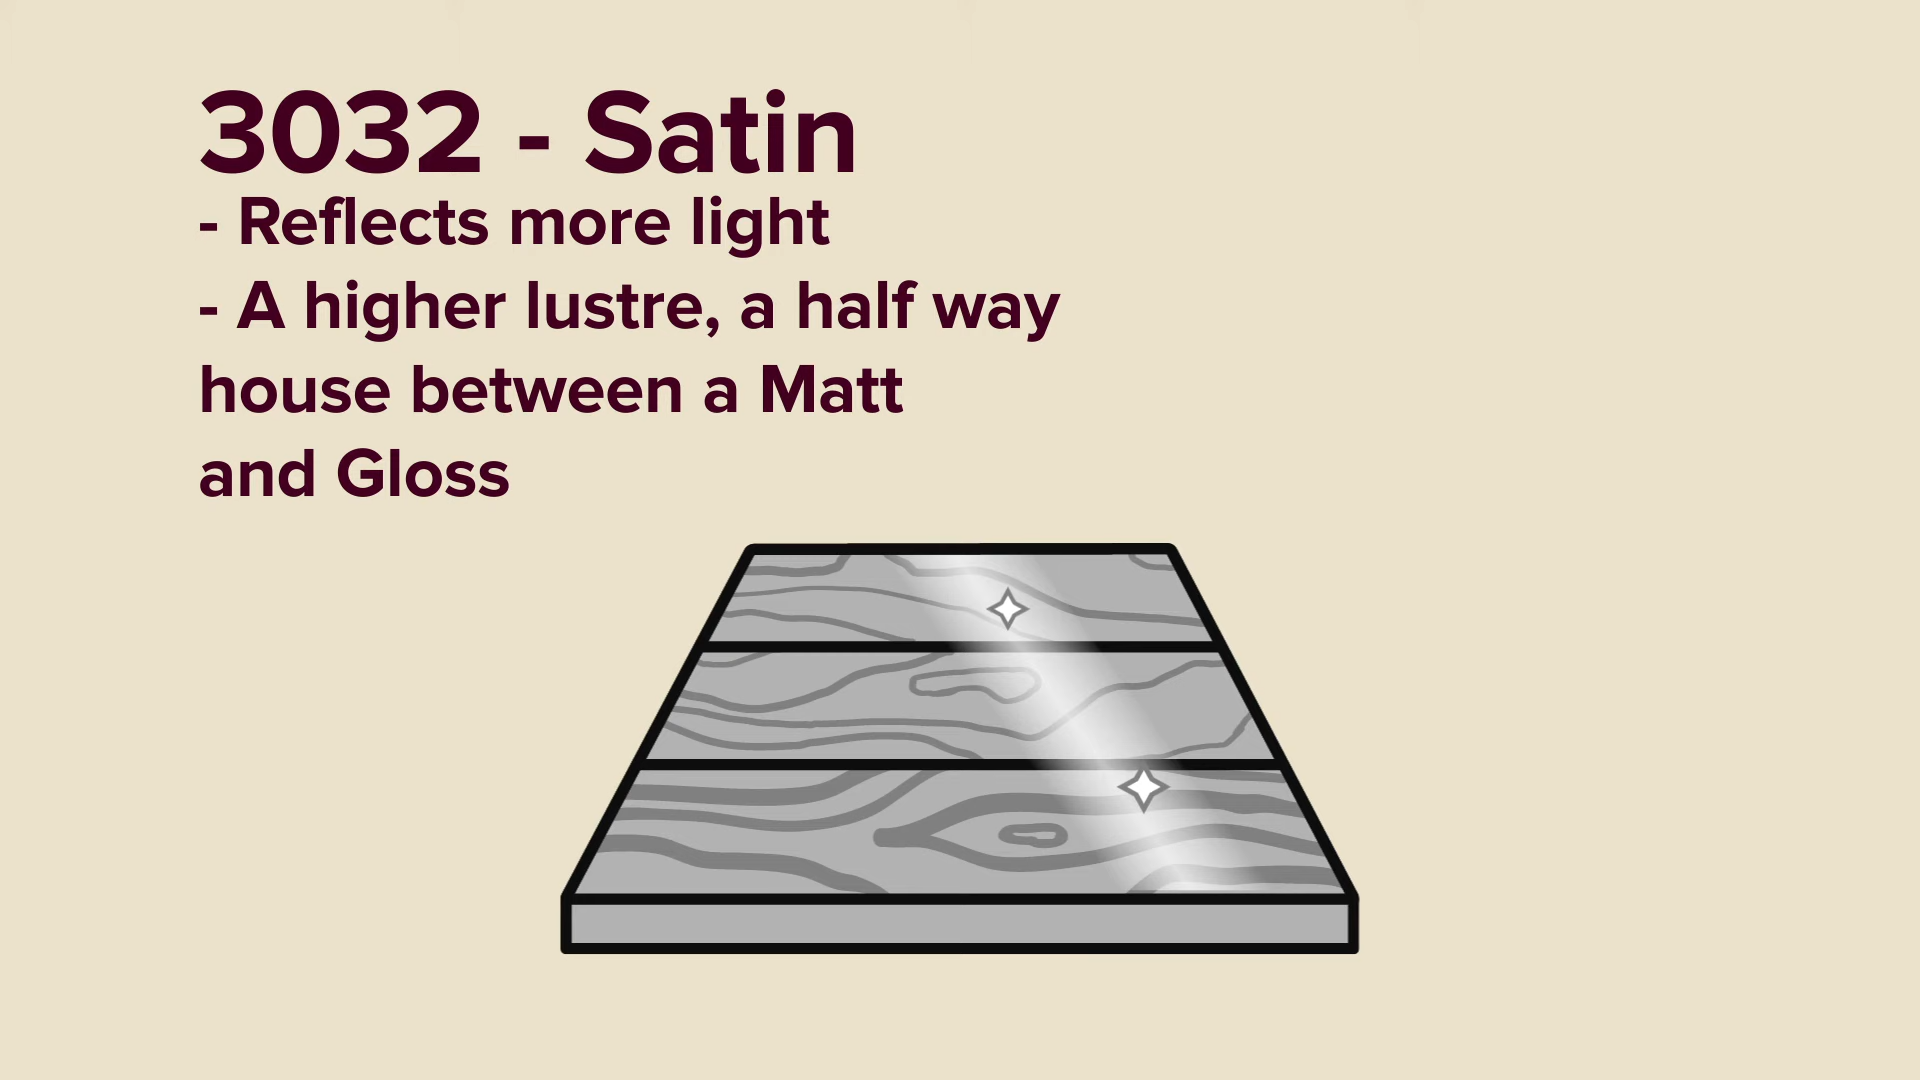 3032 - Satin
- Reflects more light
- A higher lustre, a half way
house between a Matt
and Gloss